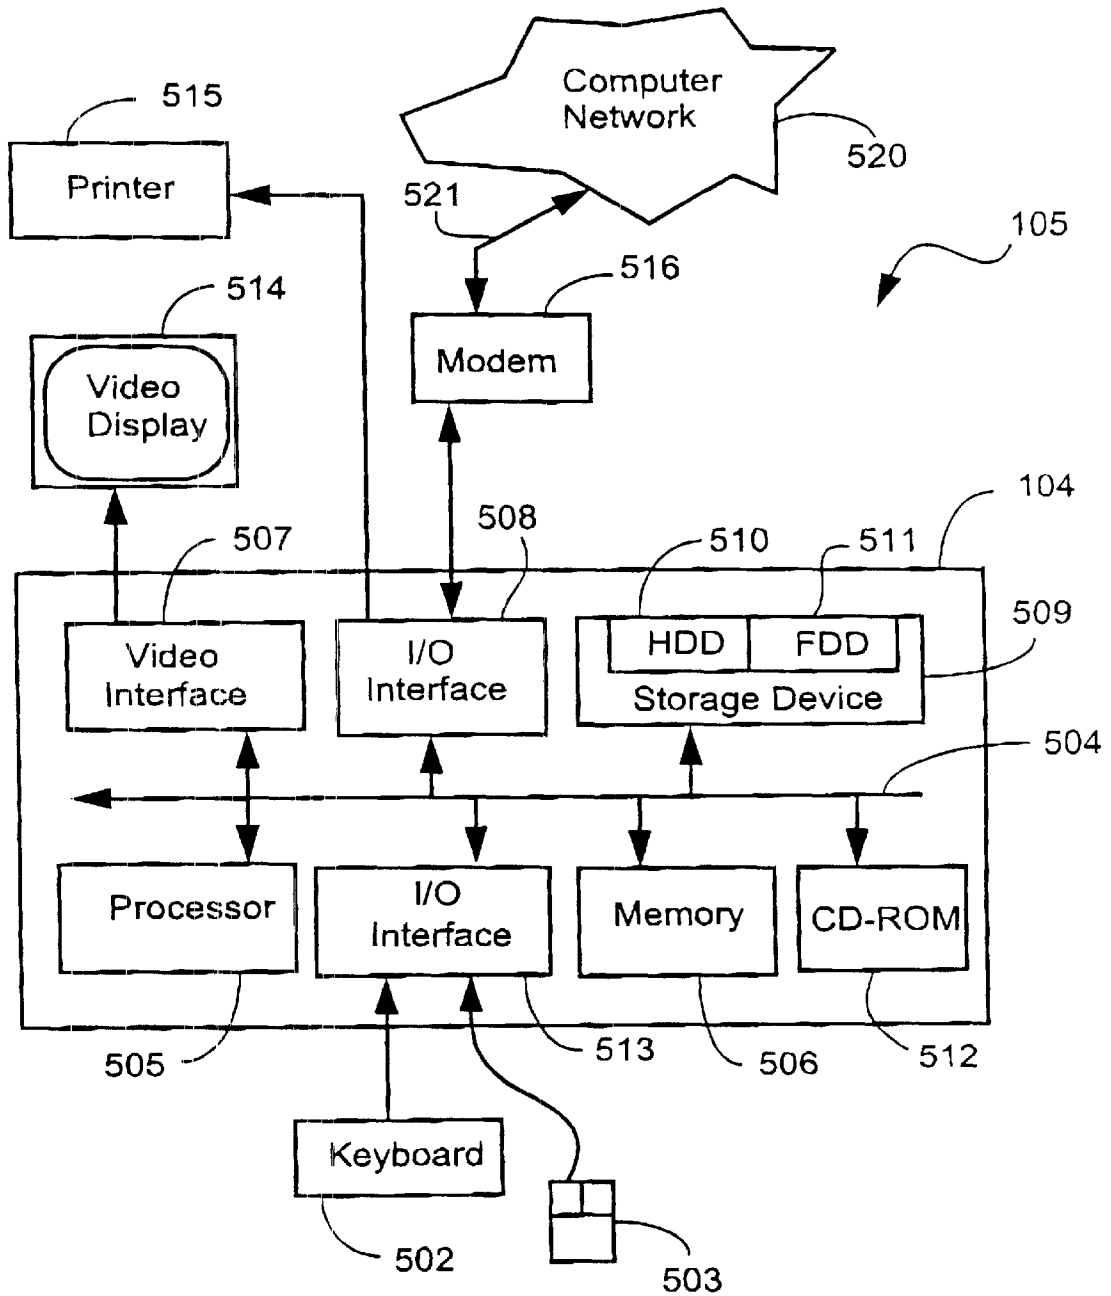 Computer
Network
520
515
Printer
521
105
516
514
Modem
Video
Display
104
508
507
510
511
509
Video
Interface
I/O
Interface
HDD
FDD
Storage Device
504
Processor
I/O
Interface
Memory
CD-ROM
505
513
506
512
Keyboard
502
503